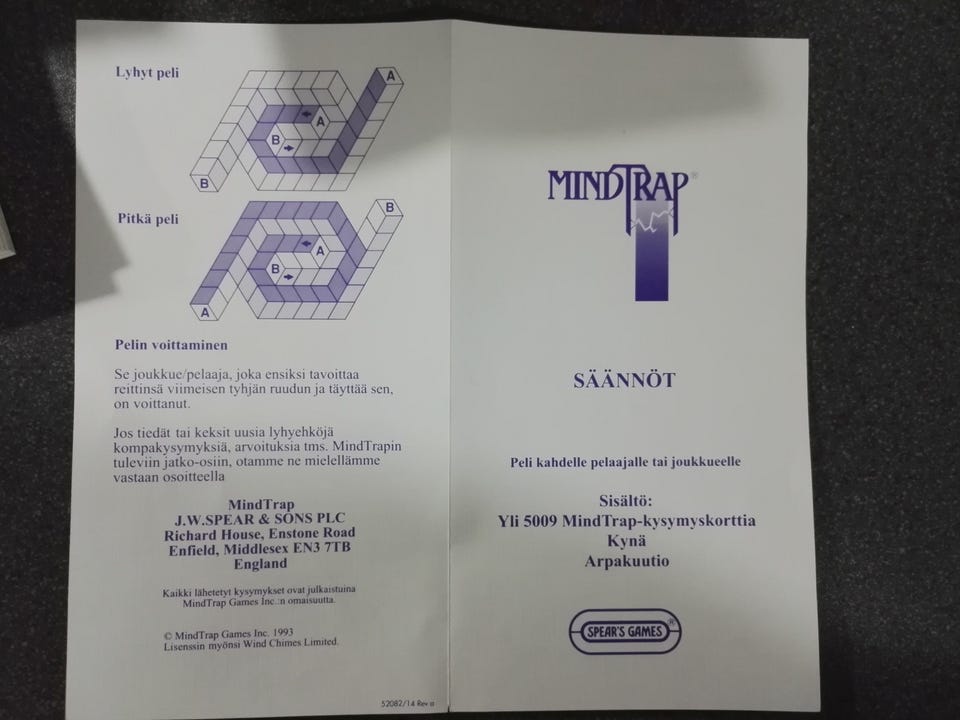 Lyhyt peli
A
A
B
B
Pitkä peli
B
A
B
A
Pelin voittaminen
Se joukkue/pelaaja, joka ensiksi tavoittaa
reittinsä viimeisen tyhjän ruudun ja täyttää sen,
on voittanut.
Jos tiedät tai keksit uusia lyhyehköjä
kompakysymyksiä, arvoituksia tms. MindTrapin
tuleviin jatko-osiin, otamme ne mielellämme
vastaan osoitteella
MindTrap
J.W.SPEAR & SONS PLC
Richard House, Enstone Road
Enfield, Middlesex EN3 7TB
England
Kaikki lähetetyt kysymykset ovat julkaistuina
MindTrap Games Inc.:n omaisuutta.
© MindTrap Games Inc. 1993
Lisenssin myönsi Wind Chimes Limited.
52082/14 Rev.a
MINDTRAP®
SÄÄNNÖT
Peli kahdelle pelaajalle tai joukkueelle
Sisältö:
Yli 5009 MindTrap-kysymyskorttia
Kynä
Arpakuutio
SPEAR'S GAMES®